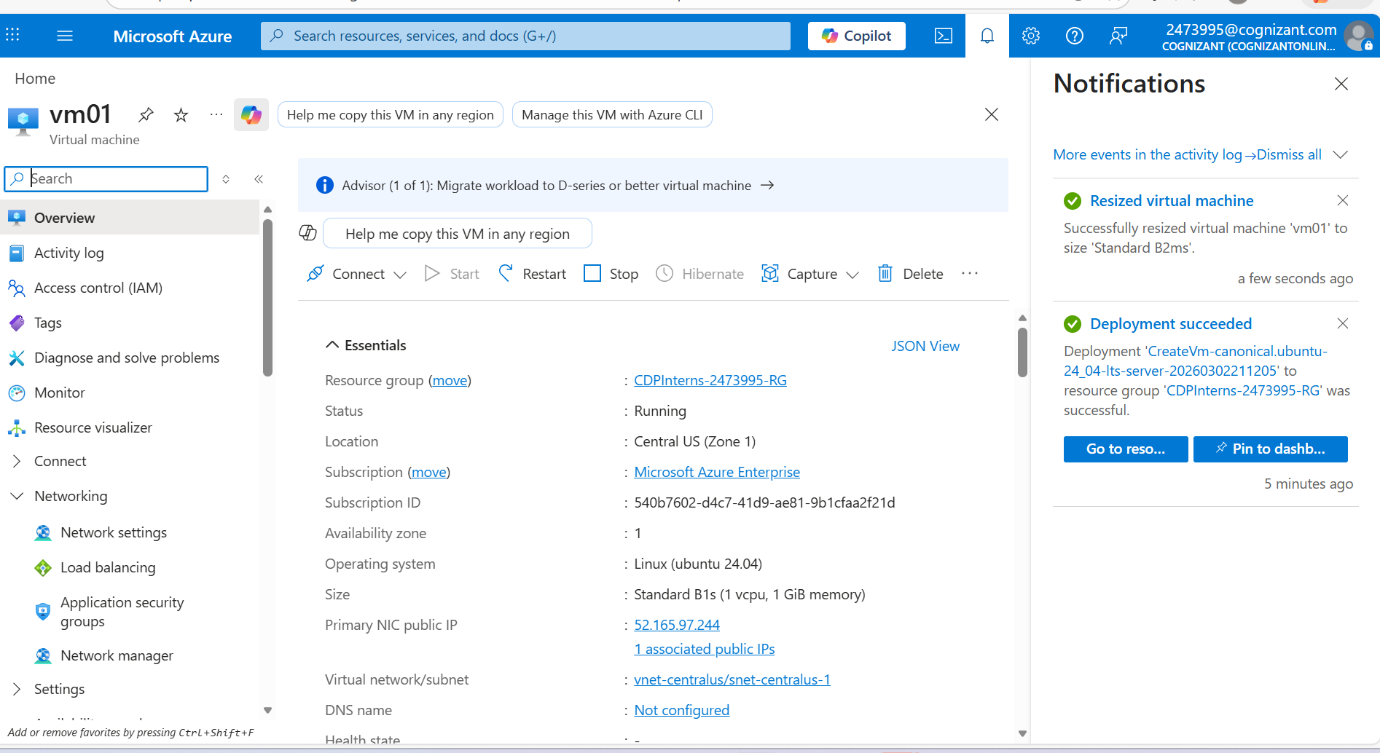 Microsoft Azure
Search resources, services, and docs (G+/)
Copilot
2473995@cognizant.com
COGNIZANT (COGNIZANTONLIN...
Home
vm01
Virtual machine
Help me copy this VM in any region
Manage this VM with Azure CLI
Search
Overview
Activity log
Access control (IAM)
Tags
Diagnose and solve problems
Monitor
Resource visualizer
Connect
Networking
Network settings
Load balancing
Application security
groups
Network manager
Settings
Add or remove favorites by pressing Ctrl+Shift+F
Advisor (1 of 1): Migrate workload to D-series or better virtual machine →
Help me copy this VM in any region
Connect Start Restart Stop Hibernate Capture Delete ...
Essentials JSON View
Resource group (move) : CDPInterns-2473995-RG
Status : Running
Location : Central US (Zone 1)
Subscription (move) : Microsoft Azure Enterprise
Subscription ID : 540b7602-d4c7-41d9-ae81-9b1cfaa2f21d
Availability zone : 1
Operating system : Linux (ubuntu 24.04)
Size : Standard B1s (1 vcpu, 1 GiB memory)
Primary NIC public IP : 52.165.97.244
1 associated public IPs
Virtual network/subnet : vnet-centralus/snet-centralus-1
DNS name : Not configured
Health state : -
Notifications
More events in the activity log → Dismiss all
Resized virtual machine
Successfully resized virtual machine 'vm01' to
size 'Standard B2ms'.
a few seconds ago
Deployment succeeded
Deployment 'CreateVm-canonical.ubuntu-
24_04-lts-server-20260302211205' to
resource group 'CDPInterns-2473995-RG' was
successful.
Go to reso... Pin to dashb...
5 minutes ago